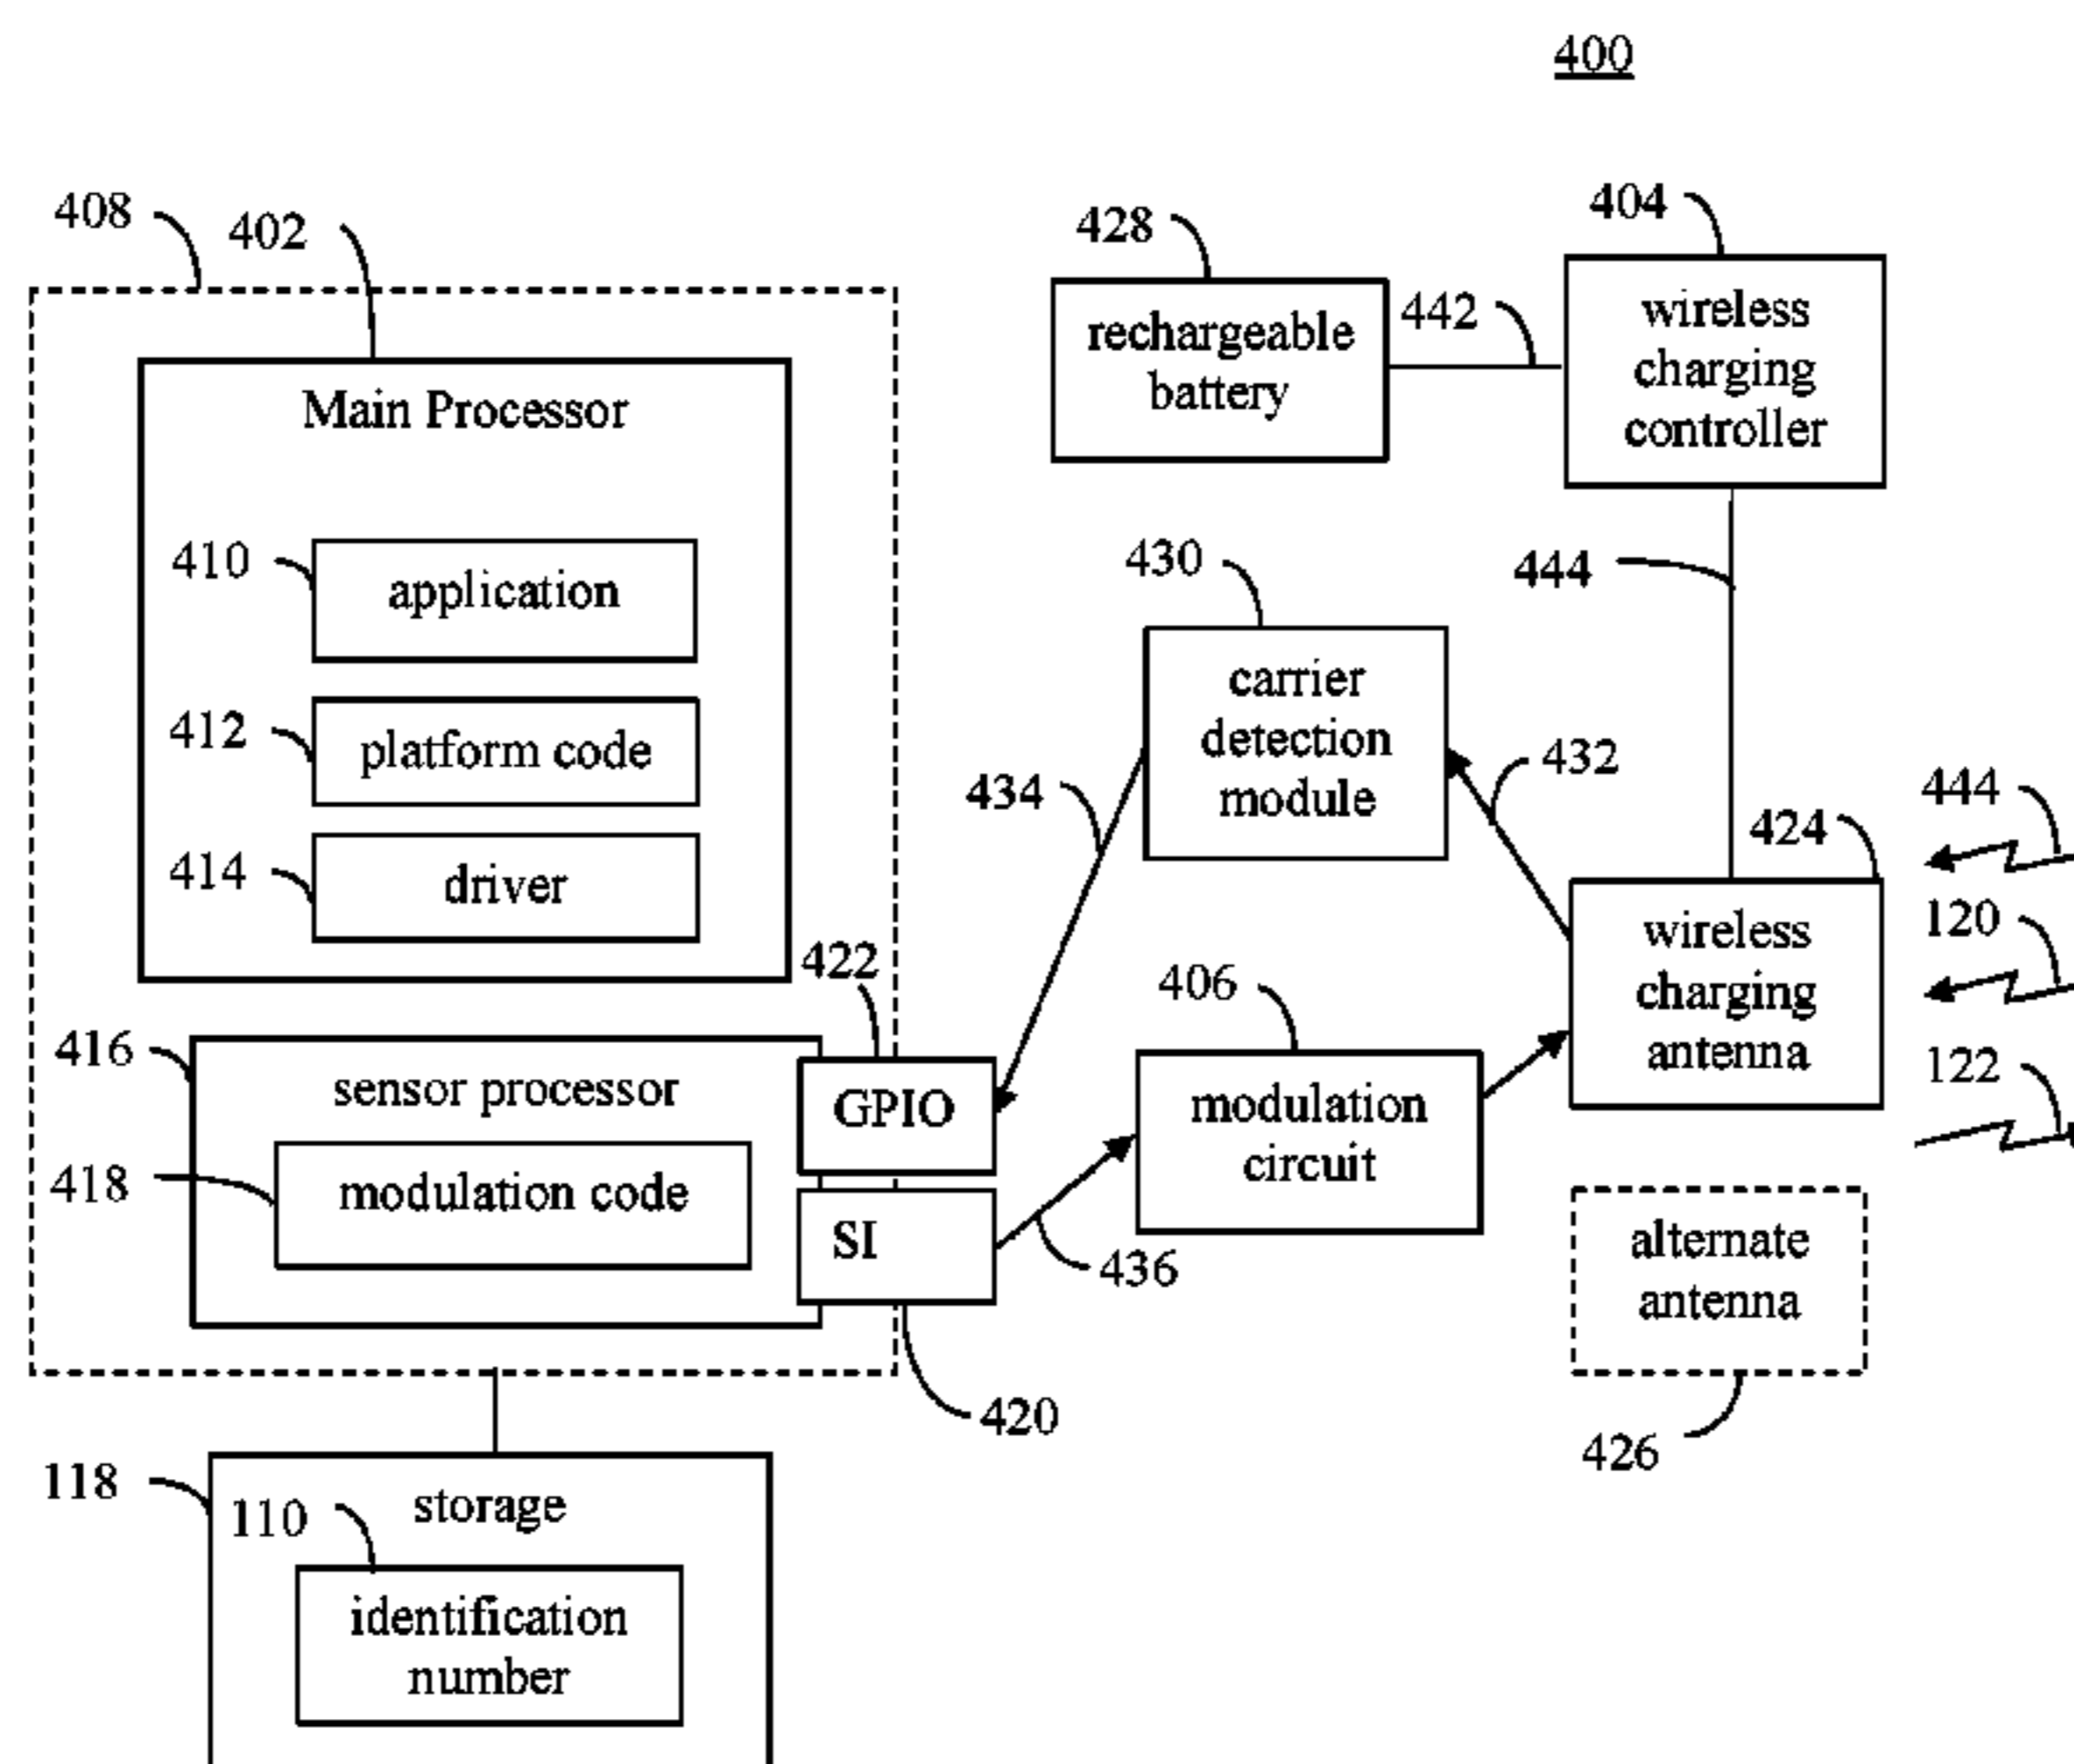 400
408
402
428
404
rechargeable
battery
442
wireless
charging
controller
Main Processor
410
application
412
platform code
414
driver
430
444
carrier
detection
module
432
434
424
444
120
122
wireless
charging
antenna
422
406
416
sensor processor
GPIO
modulation
circuit
418
modulation code
SI
436
alternate
antenna
420
426
118
storage
110
identification
number